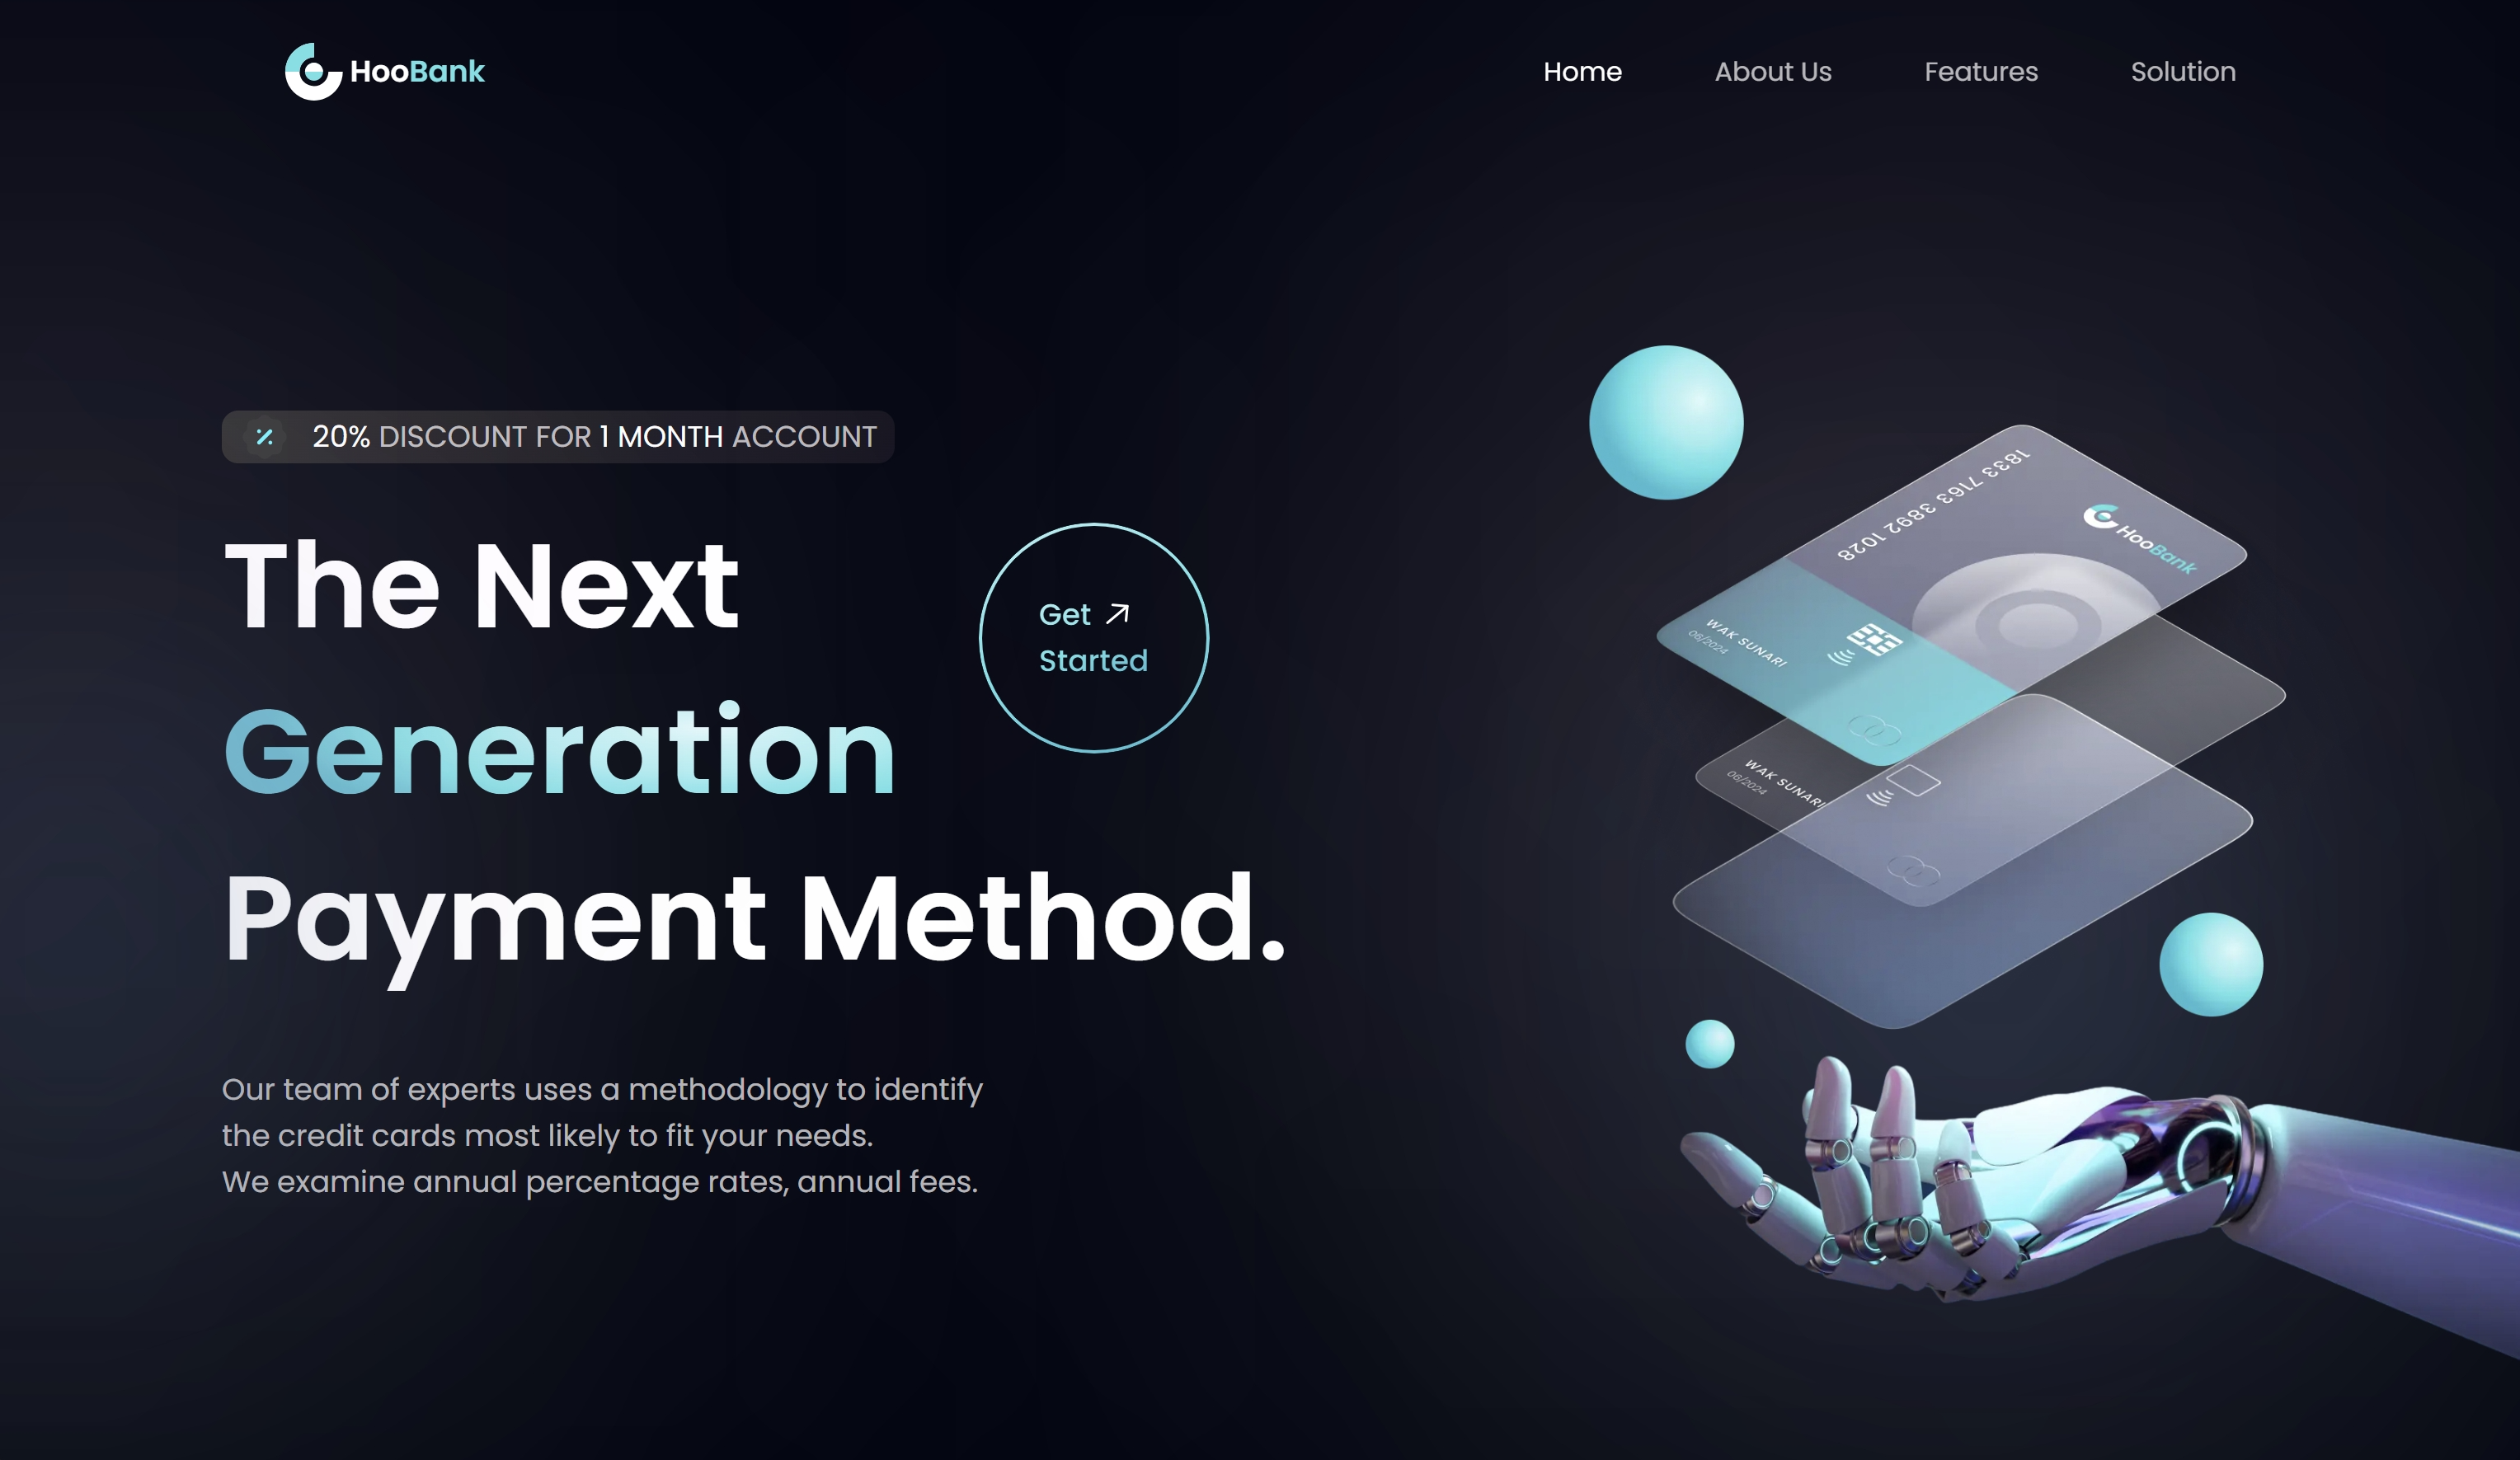 HooBank
Home
About Us
Features
Solution
20% DISCOUNT FOR 1 MONTH ACCOUNT
The Next
Generation
Payment Method.
Get
Started
Our team of experts uses a methodology to identify
the credit cards most likely to fit your needs.
We examine annual percentage rates, annual fees.
1833 7163 3892 1028
HooBank
WAK SUNARI
06/2024
WAK SUNARI
06/2024